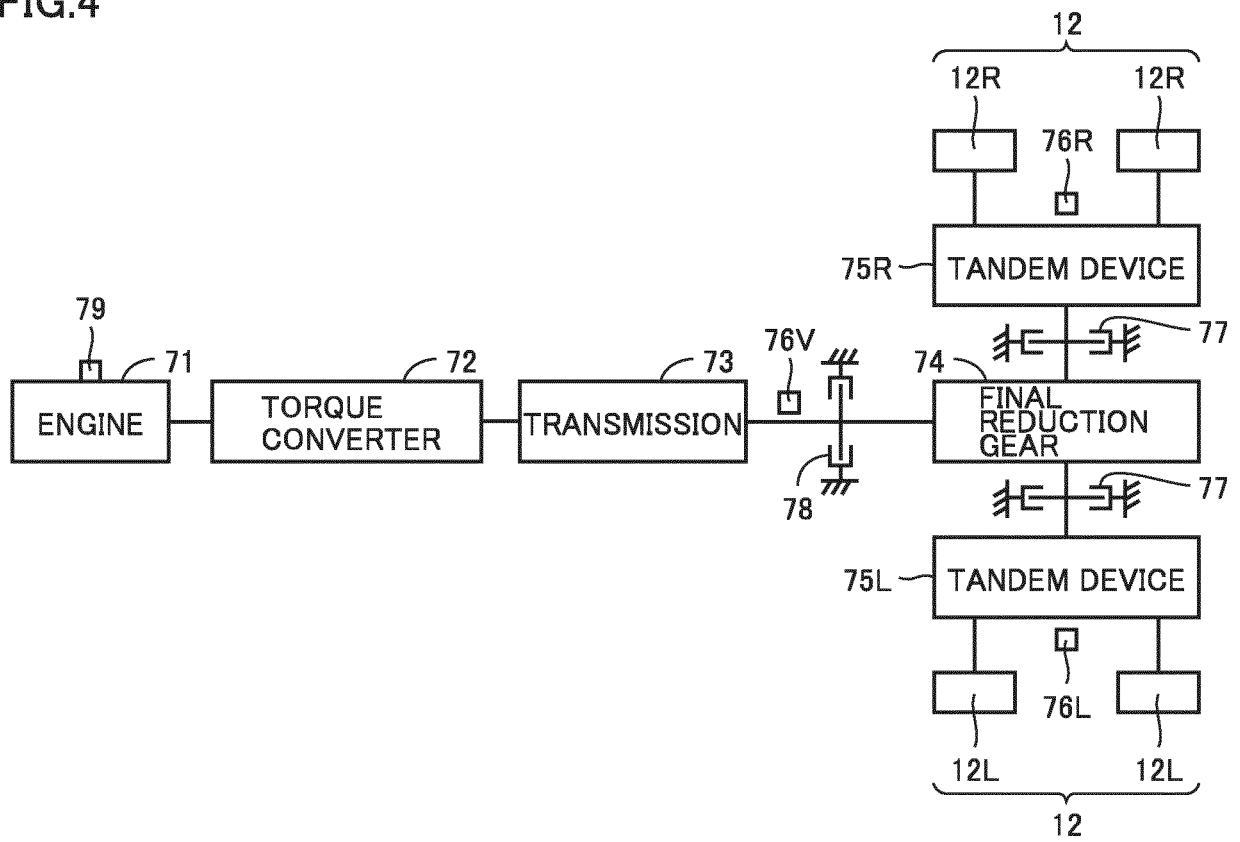 FIG.4
12
12R 12R
76R
75R TANDEM DEVICE
79
71
72
73
76V
74
77
ENGINE
TORQUE
CONVERTER
TRANSMISSION
FINAL
REDUCTION
GEAR
78
77
75L TANDEM DEVICE
76L
12L 12L
12